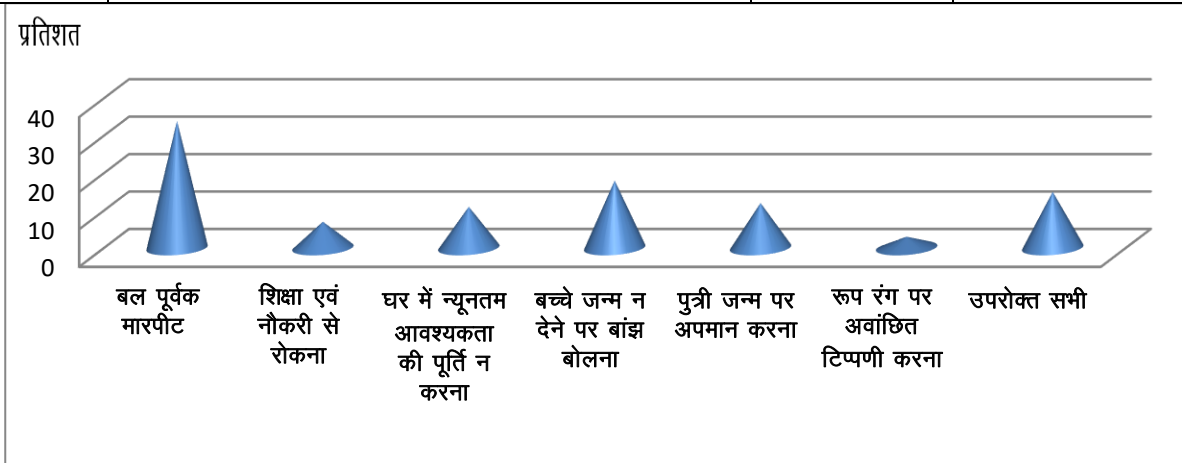 प्रतिशत
40
30
20
10
0
बल पूर्वक
मारपीट
शिक्षा एवं
नौकरी से
रोकना
घर में न्यूनतम
आवश्यकता
की पूर्ति न
करना
बच्चे जन्म न
देने पर बांझ
बोलना
पुत्री जन्म पर
अपमान करना
रूप रंग पर
अवांछित
टिप्पणी करना
उपरोक्त सभी